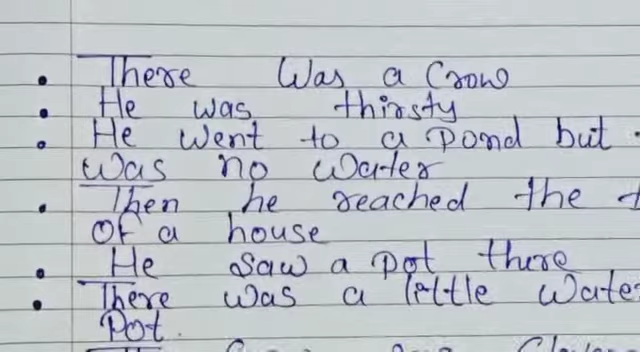 There Was a Crow
He was thirsty
He went to a Pond but
was no water
Then he reached the
Of a house
He saw a pot there
There was a little Wate
Pot.